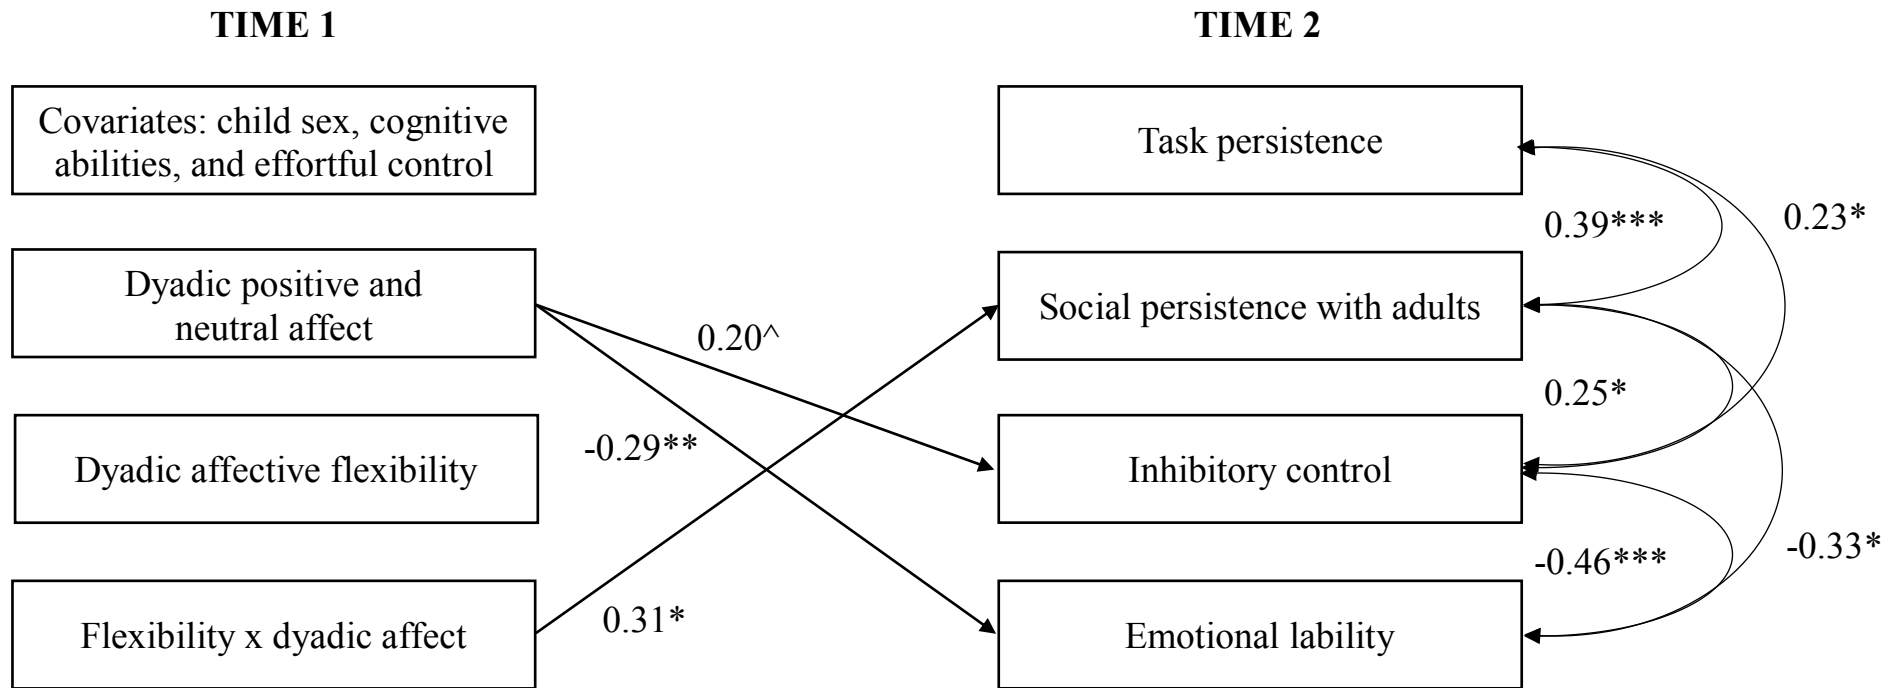 TIME 1
TIME 2
Covariates: child sex, cognitive
abilities, and effortful control
Task persistence
0.39***
0.23*
Dyadic positive and
neutral affect
Social persistence with adults
0.20^
0.25*
-0.29**
Dyadic affective flexibility
Inhibitory control
-0.46***
-0.33*
Flexibility x dyadic affect
0.31*
Emotional lability